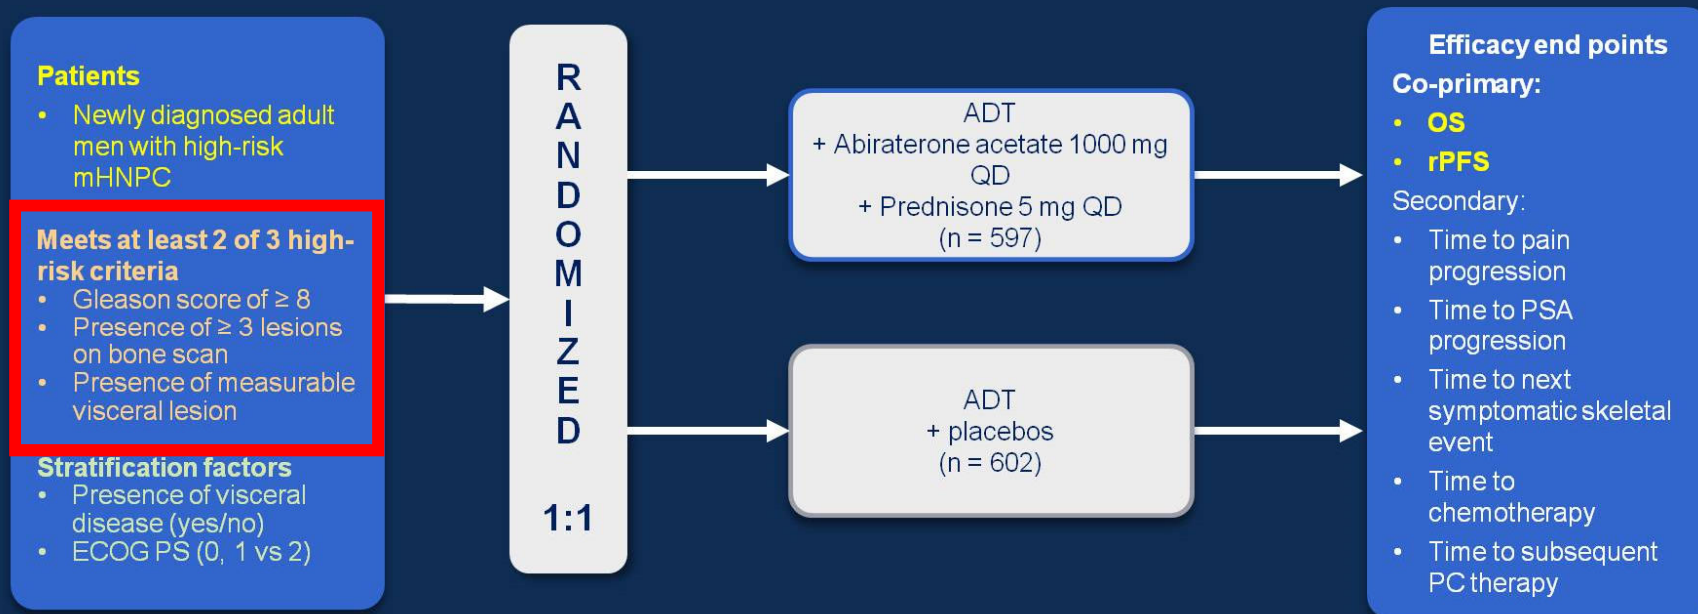 Patients
• Newly diagnosed adult
men with high-risk
mHNPC
Meets at least 2 of 3 high-
risk criteria
• Gleason score of ≥ 8
• Presence of ≥ 3 lesions
on bone scan
• Presence of measurable
visceral lesion
Stratification factors
• Presence of visceral
disease (yes/no)
• ECOG PS (0, 1 vs 2)
R
A
N
D
O
M
I
Z
E
D
1:1
ADT
+ Abiraterone acetate 1000 mg
QD
+ Prednisone 5 mg QD
(n = 597)
ADT
+ placebos
(n = 602)
Efficacy end points
Co-primary:
• OS
• rPFS
Secondary:
• Time to pain
progression
• Time to PSA
progression
• Time to next
symptomatic skeletal
event
• Time to
chemotherapy
• Time to subsequent
PC therapy